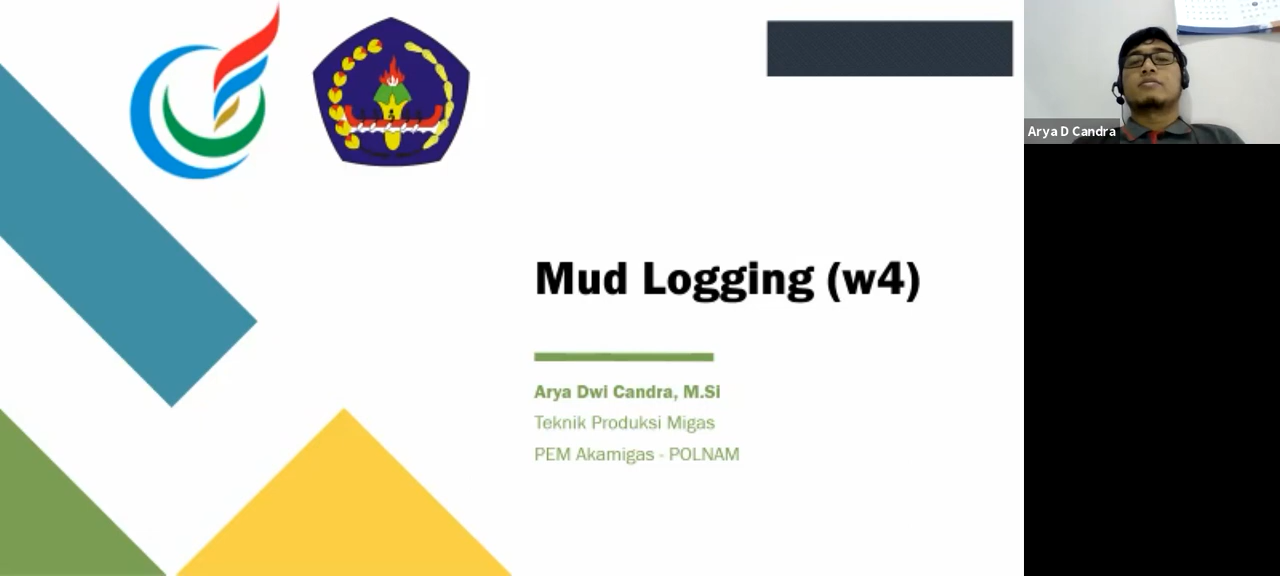 Mud Logging (w4)
Arya Dwi Candra, M.Si
Teknik Produksi Migas
PEM Akamigas - POLNAM
Arya D Candra